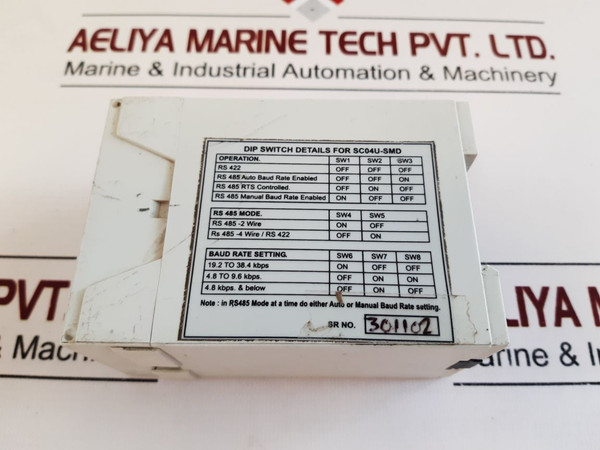 AELIYA MARINE TECH PVT. LTD.
Marine & Industrial Automation & Machinery
DIP SWITCH DETAILS FOR SC04U-SMD
OPERATION. SW1 SW2 SW3
RS 422 OFF OFF OFF
RS 485 Auto Baud Rate Enabled OFF OFF ON
RS 485 RTS Controlled. OFF ON OFF
RS 485 Manual Baud Rate Enabled ON OFF OFF
RS 485 MODE. SW4 SW5
RS 485 -2 Wire ON ON
Rs 485 -4 Wire / RS 422 OFF OFF
BAUD RATE SETTING. SW6 SW7 SW8
19.2 TO 38.4 kbps OFF OFF OFF
4.8 TO 9.6 kbps. OFF OFF ON
4.8 kbps. & below OFF ON OFF
Note : in RS485 Mode at a time do either Auto or Manual Baud Rate setting.
SR NO. 301102
PVT.
& Machinery
ELIYA M
Marine & In